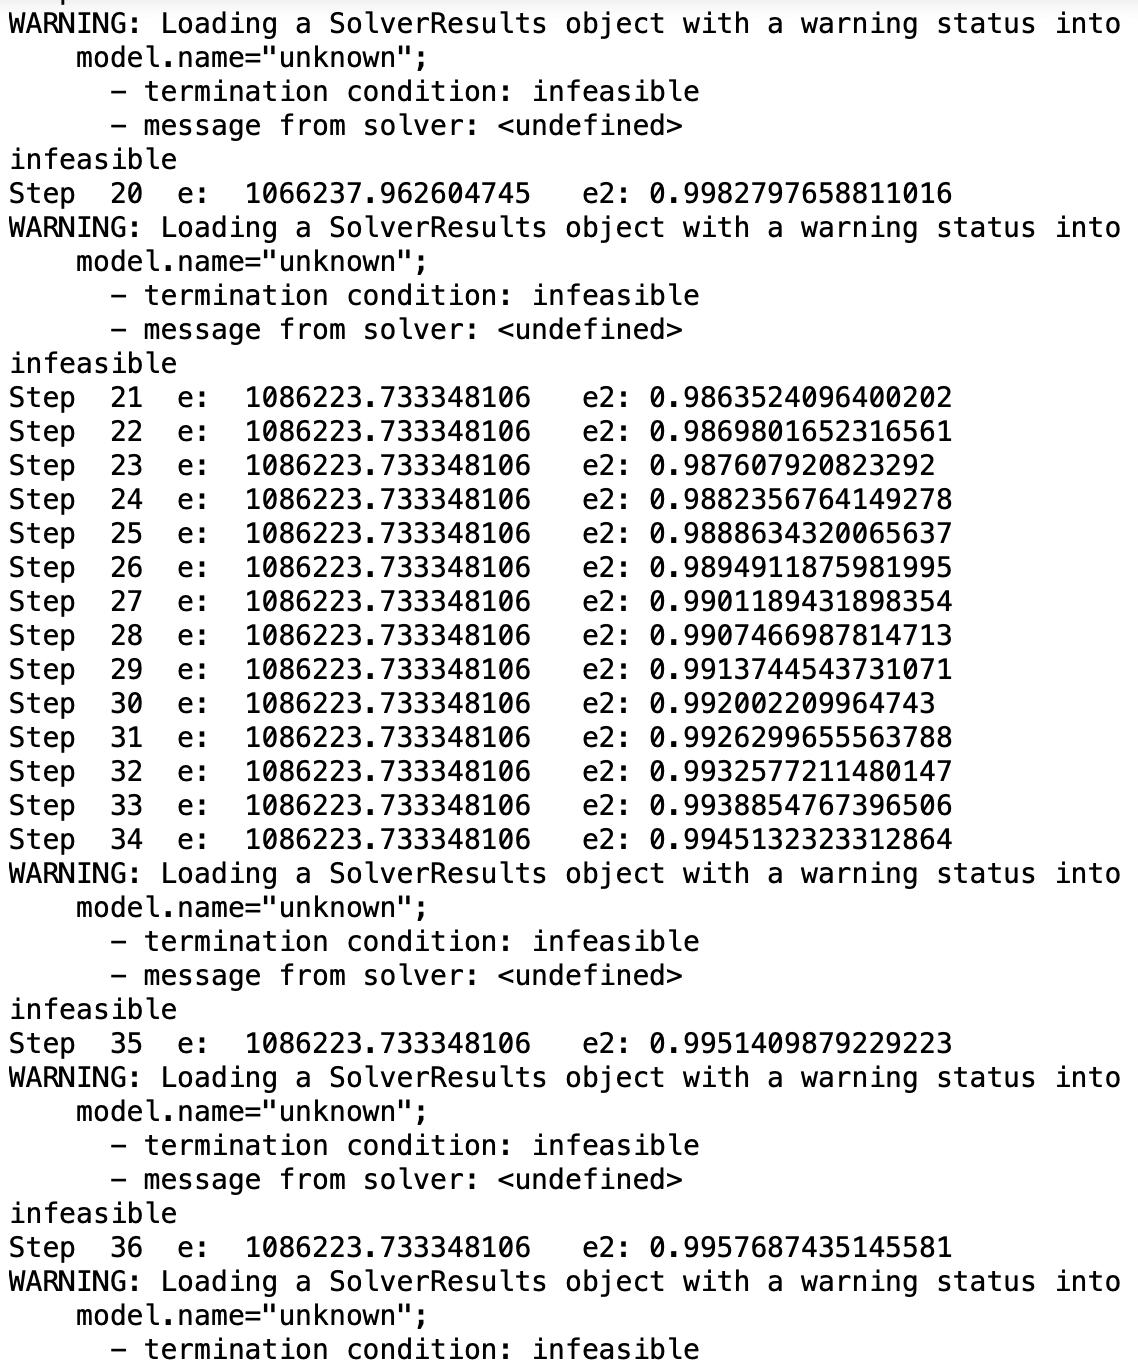 WARNING: Loading a SolverResults object with a warning status into
model.name="unknown";
- termination condition: infeasible
- message from solver: <undefined>
infeasible
Step 20 e: 1066237.962604745 e2: 0.9982797658811016
WARNING: Loading a SolverResults object with a warning status into
model.name="unknown";
- termination condition: infeasible
- message from solver: <undefined>
infeasible
Step 21 e: 1086223.733348106 e2: 0.9863524096400202
Step 22 e: 1086223.733348106 e2: 0.9869801652316561
Step 23 e: 1086223.733348106 e2: 0.987607920823292
Step 24 e: 1086223.733348106 e2: 0.9882356764149278
Step 25 e: 1086223.733348106 e2: 0.9888634320065637
Step 26 e: 1086223.733348106 e2: 0.9894911875981995
Step 27 e: 1086223.733348106 e2: 0.9901189431898354
Step 28 e: 1086223.733348106 e2: 0.9907466987814713
Step 29 e: 1086223.733348106 e2: 0.9913744543731071
Step 30 e: 1086223.733348106 e2: 0.992002209964743
Step 31 e: 1086223.733348106 e2: 0.9926299655563788
Step 32 e: 1086223.733348106 e2: 0.9932577211480147
Step 33 e: 1086223.733348106 e2: 0.9938854767396506
Step 34 e: 1086223.733348106 e2: 0.9945132323312864
WARNING: Loading a SolverResults object with a warning status into
model.name="unknown";
- termination condition: infeasible
- message from solver: <undefined>
infeasible
Step 35 e: 1086223.733348106 e2: 0.9951409879229223
WARNING: Loading a SolverResults object with a warning status into
model.name="unknown";
- termination condition: infeasible
- message from solver: <undefined>
infeasible
Step 36 e: 1086223.733348106 e2: 0.9957687435145581
WARNING: Loading a SolverResults object with a warning status into
model.name="unknown";
- termination condition: infeasible